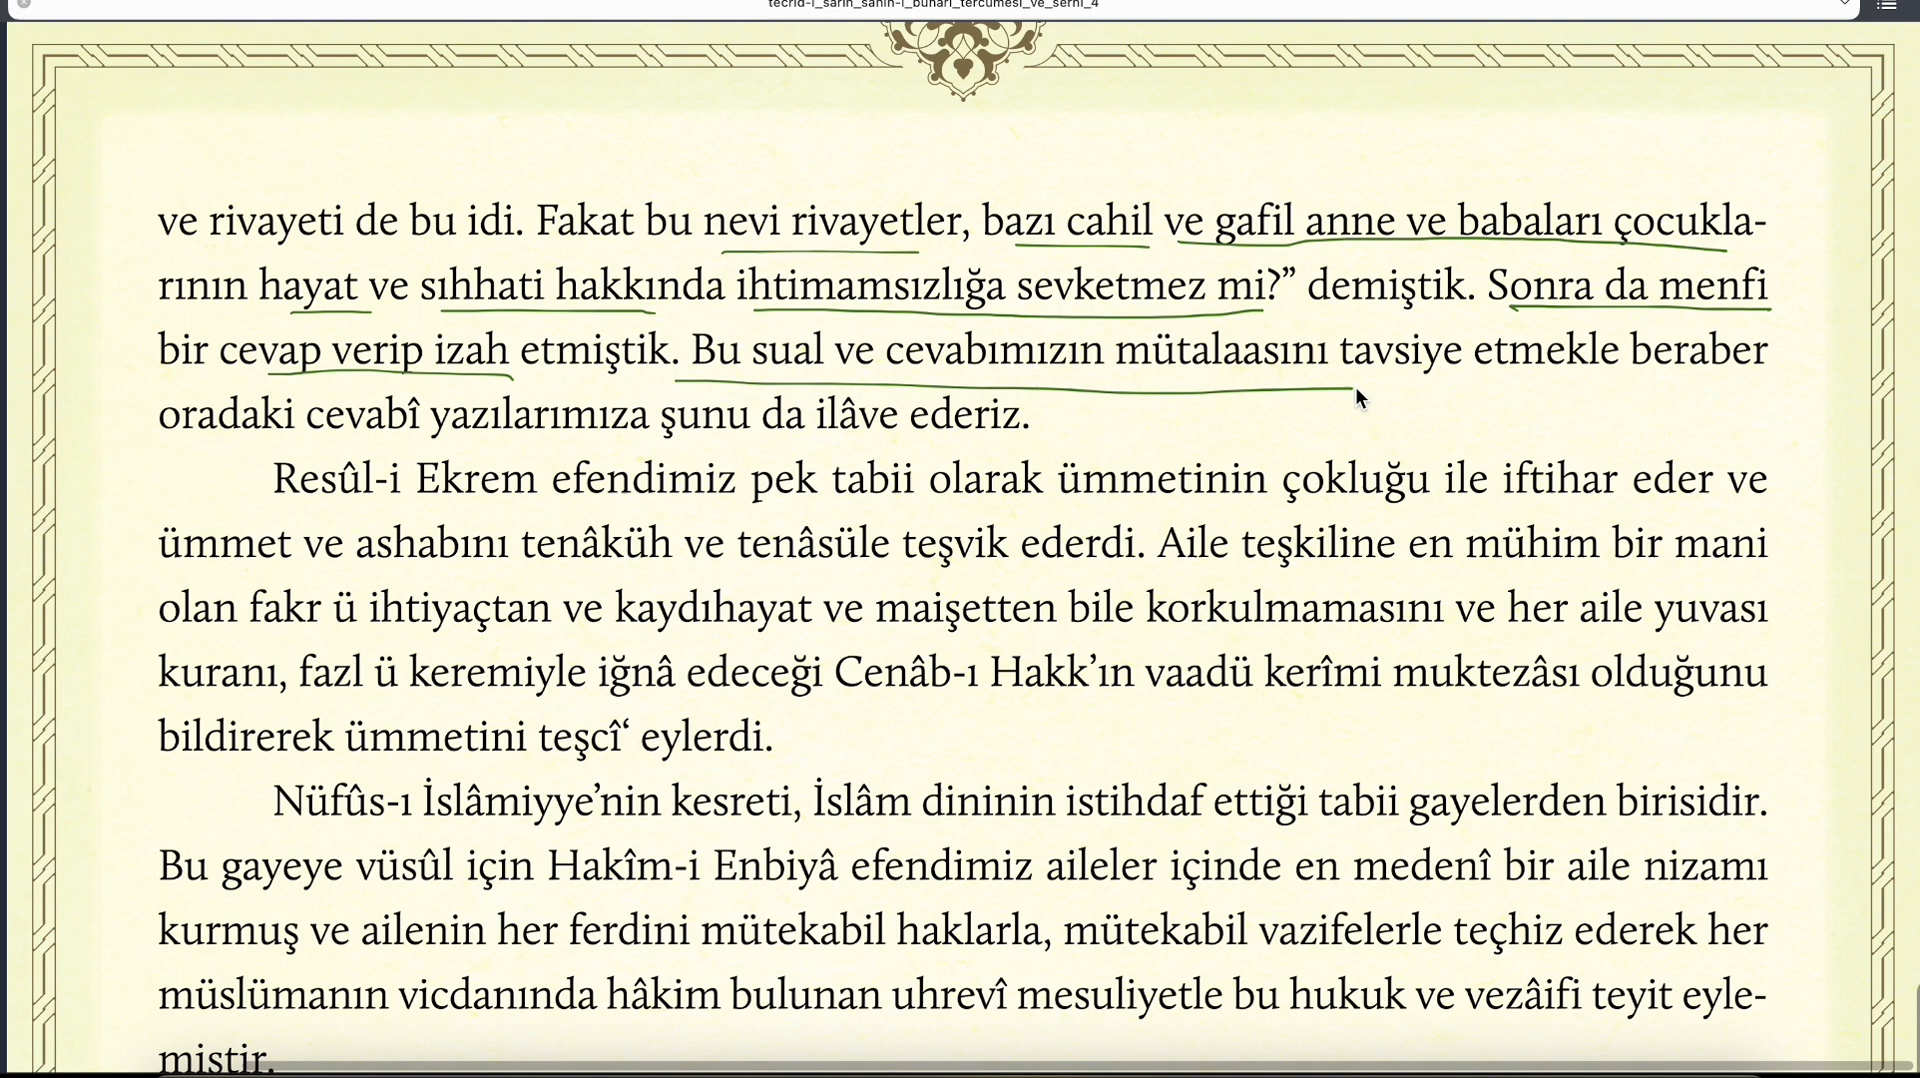 tecrid-i_sarih_sahih-i_buhari_tercumesi_ve_serhi_4
ve rivayeti de bu idi. Fakat bu nevi rivayetler, bazı cahil ve gafil anne ve babaları çocukla-
rının hayat ve sıhhati hakkında ihtimamsızlığa sevketmez mi?” demiştik. Sonra da menfi
bir cevap verip izah etmiştik. Bu sual ve cevabımızın mütalaasını tavsiye etmekle beraber
oradaki cevabî yazılarımıza şunu da ilâve ederiz.
Resûl-i Ekrem efendimiz pek tabii olarak ümmetinin çokluğu ile iftihar eder ve
ümmet ve ashabını tenâküh ve tenâsüle teşvik ederdi. Aile teşkiline en mühim bir mani
olan fakr ü ihtiyaçtan ve kaydıhayat ve maişetten bile korkulmamasını ve her aile yuvası
kuranı, fazl ü keremiyle iğnâ edeceği Cenâb-ı Hakk’ın vaadü kerîmi muktezâsı olduğunu
bildirerek ümmetini teşcî‘ eylerdi.
Nüfûs-ı İslâmiyye’nin kesreti, İslâm dininin istihdaf ettiği tabii gayelerden birisidir.
Bu gayeye vüsûl için Hakîm-i Enbiyâ efendimiz aileler içinde en medenî bir aile nizamı
kurmuş ve ailenin her ferdini mütekabil haklarla, mütekabil vazifelerle teçhiz ederek her
müslümanın vicdanında hâkim bulunan uhrevî mesuliyetle bu hukuk ve vezâifi teyit eyle-
miştir.